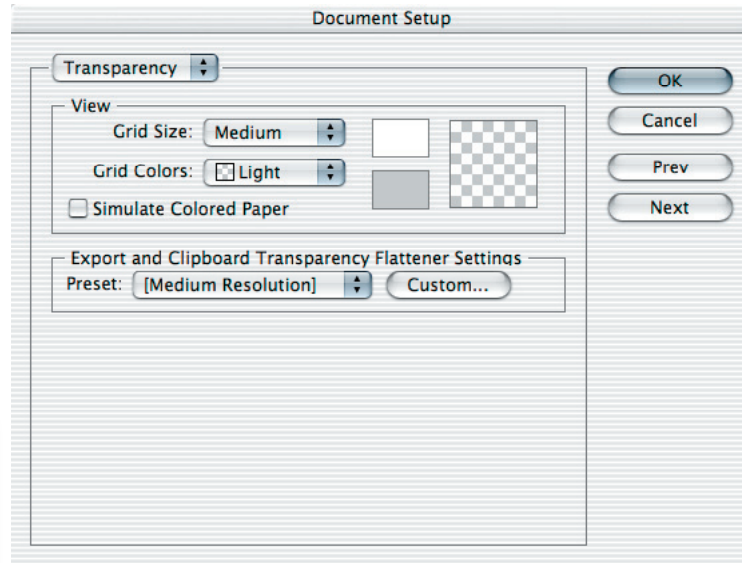 Document Setup
Transparency
OK
View
Cancel
Grid Size: Medium
Grid Colors: Light
Prev
Simulate Colored Paper
Next
Export and Clipboard Transparency Flattener Settings
Preset: [Medium Resolution] Custom...